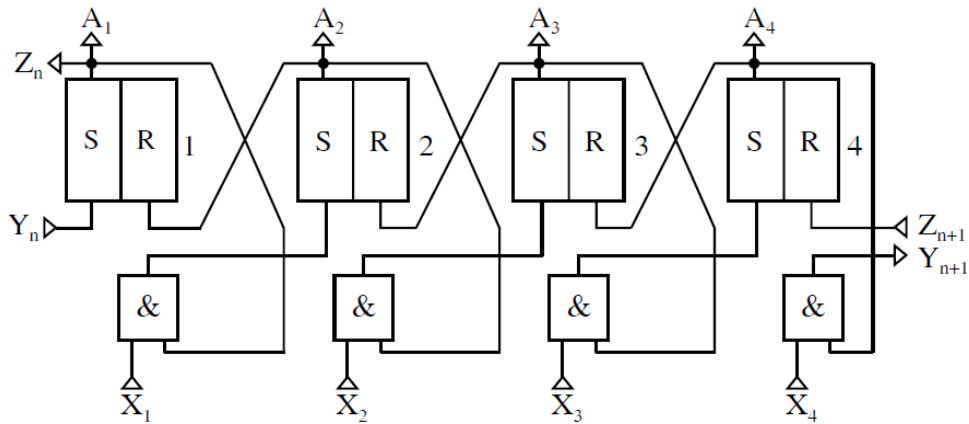 A₁ A₂ A₃ A₄
Zₙ
S R 1 S R 2 S R 3 S R 4
Yₙ Zₙ₊₁
Yₙ₊₁
& & & &
X₁ X₂ X₃ X₄